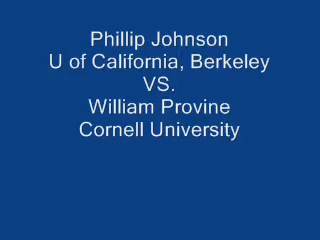 Phillip Johnson
U of California, Berkeley
VS.
William Provine
Cornell University